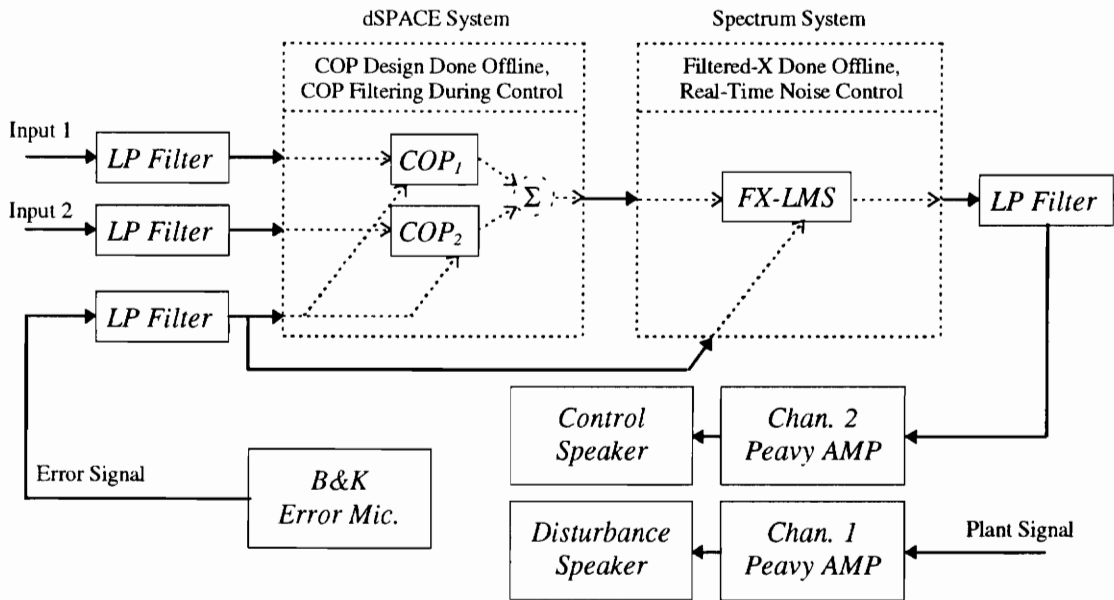 dSPACE System
Spectrum System
COP Design Done Offline,
COP Filtering During Control
Filtered-X Done Offline,
Real-Time Noise Control
Input 1
LP Filter
COP1
Σ
FX-LMS
LP Filter
Input 2
LP Filter
COP2
LP Filter
Control
Speaker
Chan. 2
Peavy AMP
Error Signal
B&K
Error Mic.
Disturbance
Speaker
Chan. 1
Peavy AMP
Plant Signal